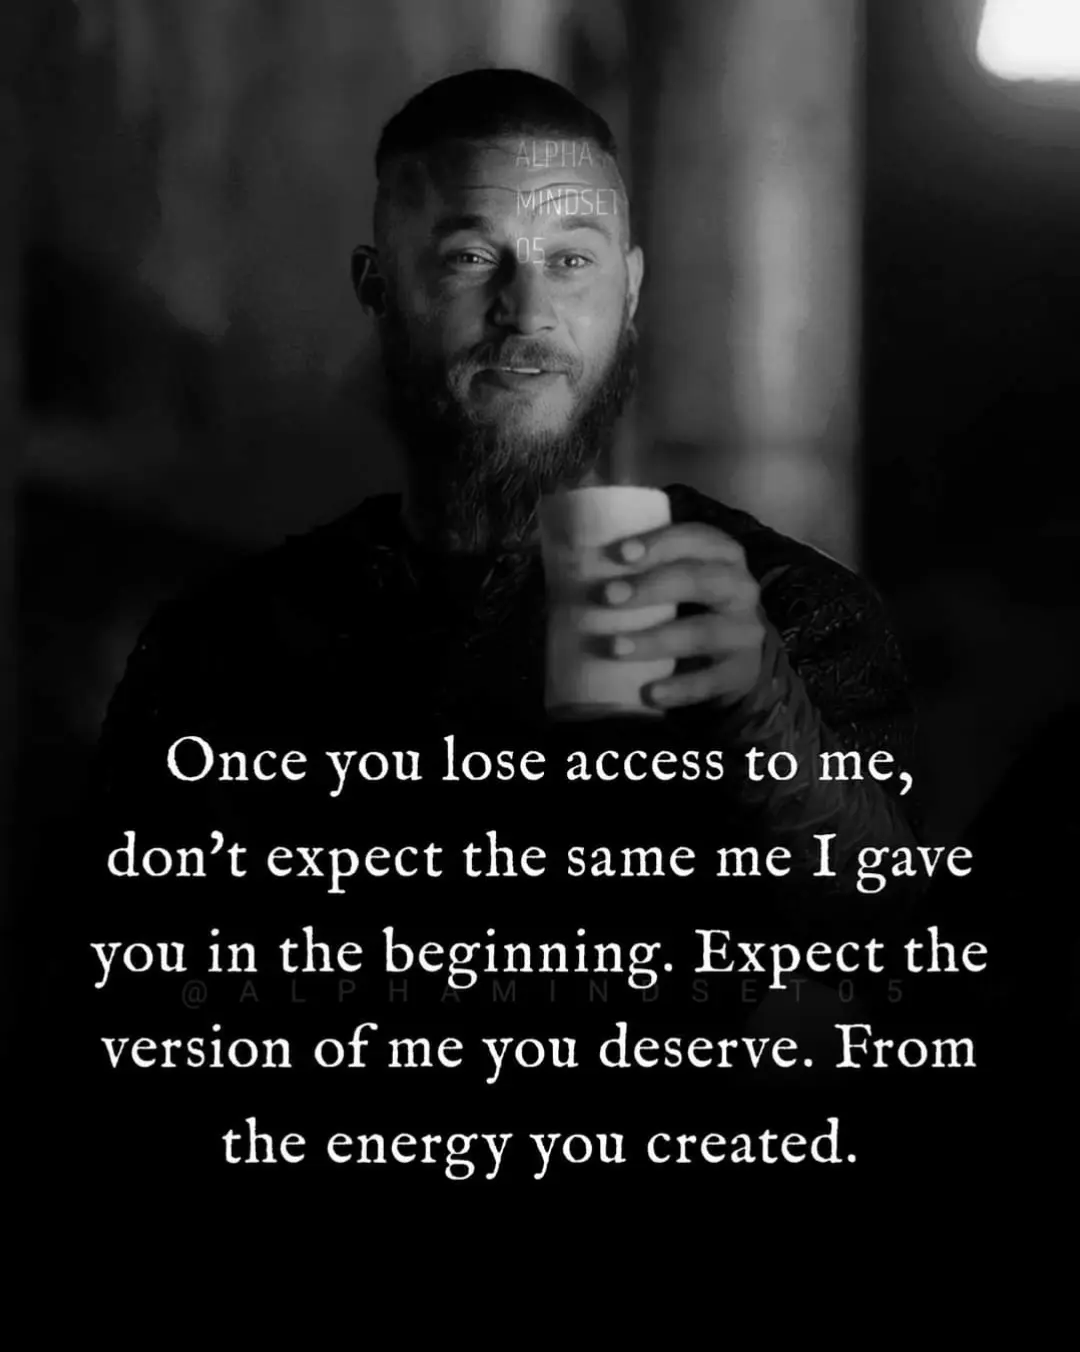 ALPHA
MINDSET
05
Once you lose access to me,
don’t expect the same me I gave
you in the beginning. Expect the
@ALPHAMINDSET05
version of me you deserve. From
the energy you created.